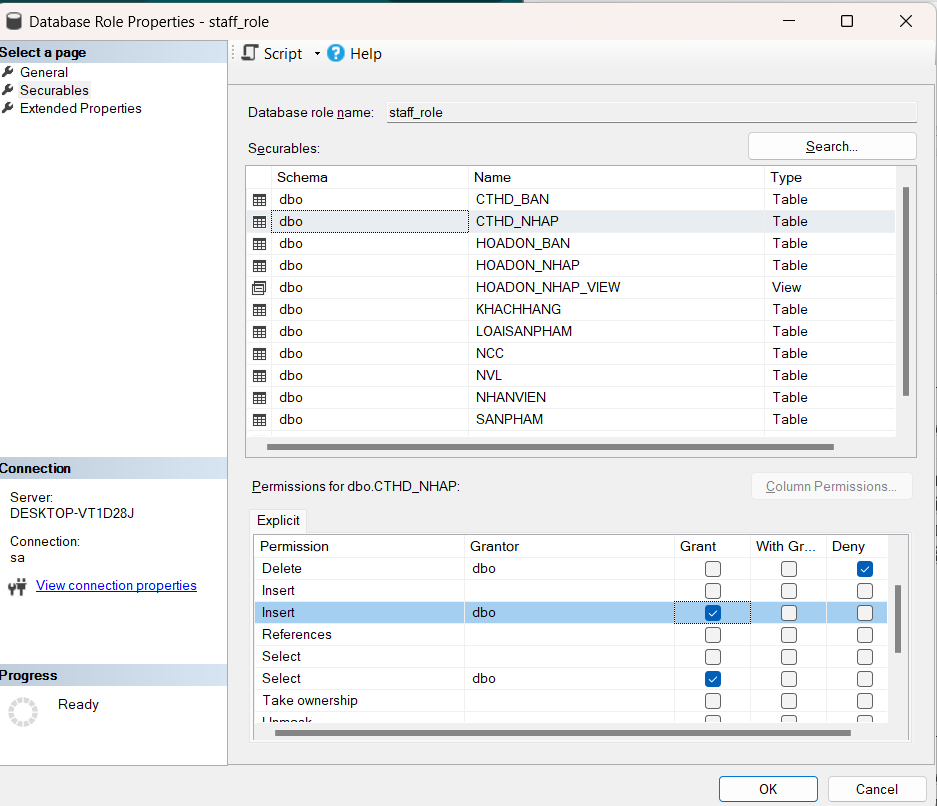 Database Role Properties - staff_role
Select a page
General
Securables
Extended Properties
Script
Help
Database role name: staff_role
Securables:
Search...
Schema Name Type
dbo CTHD_BAN Table
dbo CTHD_NHAP Table
dbo HOADON_BAN Table
dbo HOADON_NHAP Table
dbo HOADON_NHAP_VIEW View
dbo KHACHHANG Table
dbo LOAISANPHAM Table
dbo NCC Table
dbo NVL Table
dbo NHANVIEN Table
dbo SANPHAM Table
Connection
Server:
DESKTOP-VT1D28J
Connection:
sa
View connection properties
Progress
Ready
Permissions for dbo.CTHD_NHAP:
Column Permissions...
Explicit
Permission Grantor Grant With Gr... Deny
Delete dbo
Insert
Insert dbo
References
Select
Select dbo
Take ownership
Unmask
OK Cancel